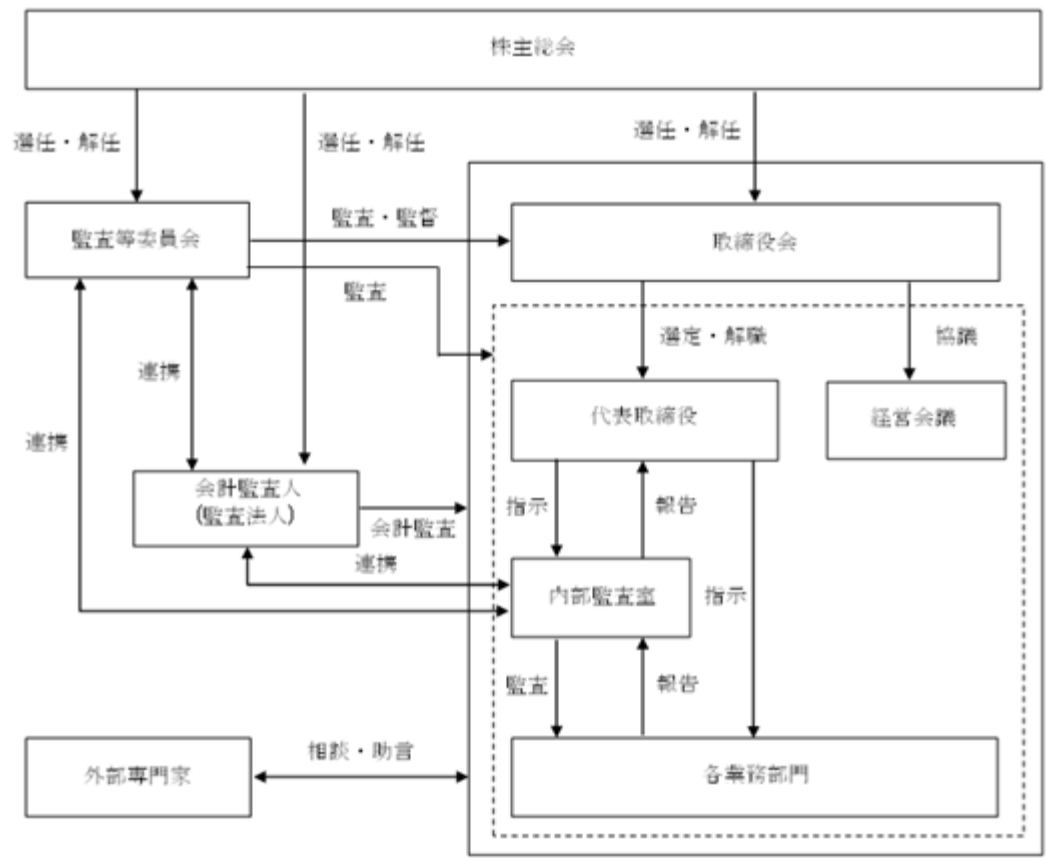 株主総会
選任・解任
選任・解任
選任・解任
監査等委員会
監査・監督
取締役会
監査
選定・解職
協議
連携
代表取締役
経営会議
連携
会計監査人
(監査法人)
会計監査
指示
報告
連携
内部監査室
指示
監査
報告
外部専門家
相談・助言
各業務部門